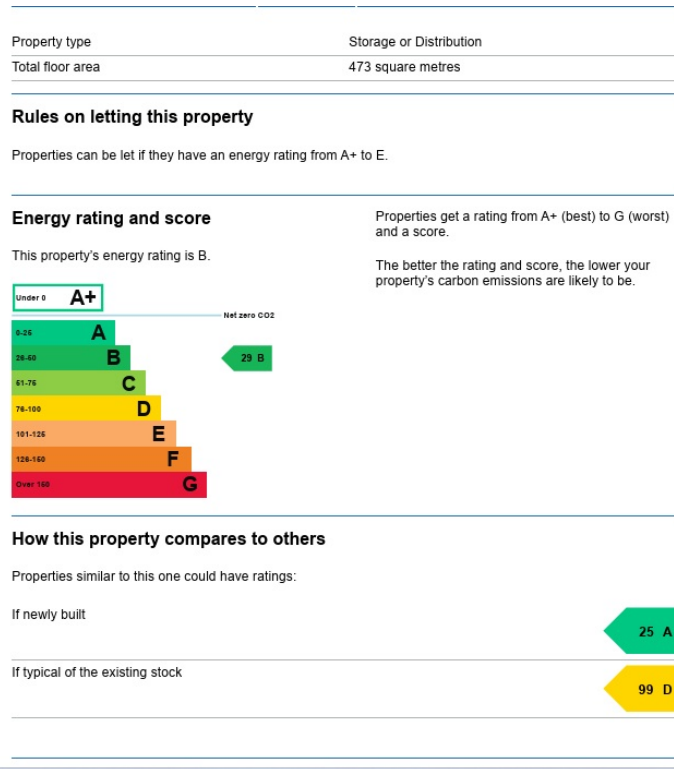 Property type Storage or Distribution
Total floor area 473 square metres
Rules on letting this property
Properties can be let if they have an energy rating from A+ to E.
Energy rating and score
This property's energy rating is B.
Properties get a rating from A+ (best) to G (worst)
and a score.
The better the rating and score, the lower your
property's carbon emissions are likely to be.
Under 0 A+
Net zero CO2
0-25 A
26-50 B 29 B
51-75 C
76-100 D
101-125 E
126-150 F
Over 150 G
How this property compares to others
Properties similar to this one could have ratings:
If newly built 25 A
If typical of the existing stock 99 D